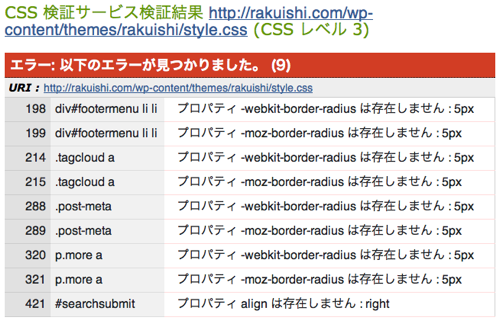 CSS 検証サービス検証結果 http://rakuishi.com/wp-
content/themes/rakuishi/style.css (CSS レベル 3)
エラー: 以下のエラーが見つかりました。 (9)
URI : http://rakuishi.com/wp-content/themes/rakuishi/style.css
198 div#footermenu li li プロパティ -webkit-border-radius は存在しません : 5px
199 div#footermenu li li プロパティ -moz-border-radius は存在しません : 5px
214 .tagcloud a プロパティ -webkit-border-radius は存在しません : 5px
215 .tagcloud a プロパティ -moz-border-radius は存在しません : 5px
288 .post-meta プロパティ -webkit-border-radius は存在しません : 5px
289 .post-meta プロパティ -moz-border-radius は存在しません : 5px
320 p.more a プロパティ -webkit-border-radius は存在しません : 5px
321 p.more a プロパティ -moz-border-radius は存在しません : 5px
421 #searchsubmit プロパティ align は存在しません : right